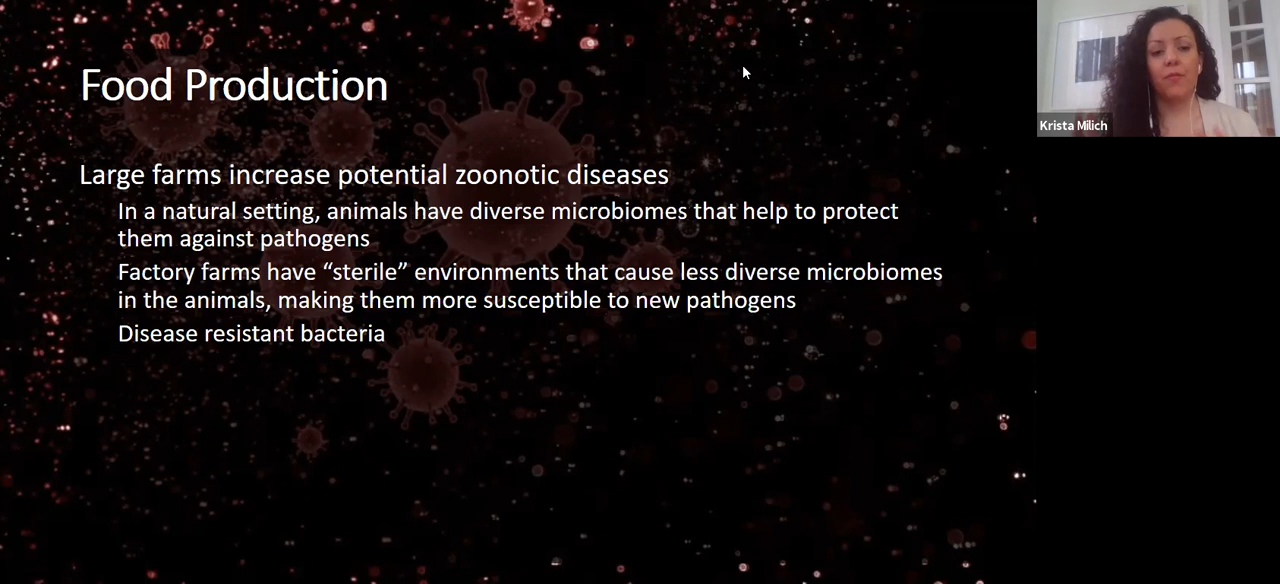 Food Production
Large farms increase potential zoonotic diseases
In a natural setting, animals have diverse microbiomes that help to protect
them against pathogens
Factory farms have “sterile” environments that cause less diverse microbiomes
in the animals, making them more susceptible to new pathogens
Disease resistant bacteria
Krista Milich